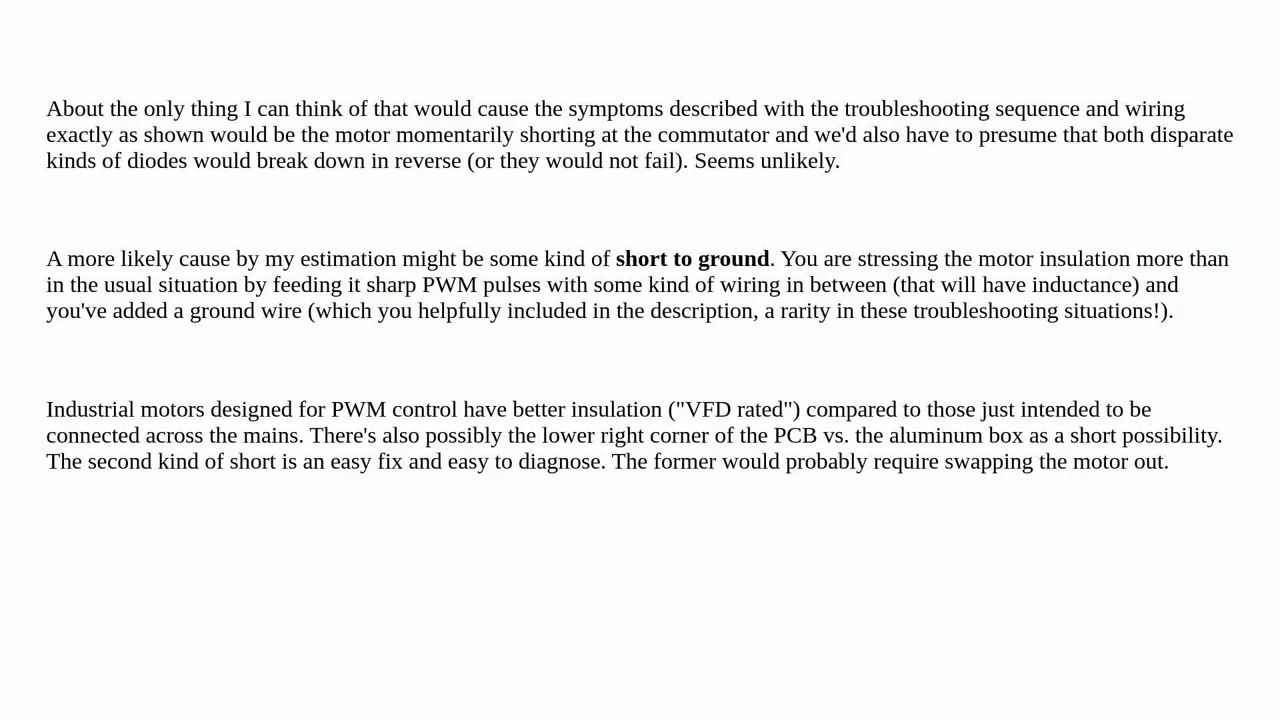 About the only thing I can think of that would cause the symptoms described with the troubleshooting sequence and wiring
exactly as shown would be the motor momentarily shorting at the commutator and we'd also have to presume that both disparate
kinds of diodes would break down in reverse (or they would not fail). Seems unlikely.
A more likely cause by my estimation might be some kind of short to ground. You are stressing the motor insulation more than
in the usual situation by feeding it sharp PWM pulses with some kind of wiring in between (that will have inductance) and
you've added a ground wire (which you helpfully included in the description, a rarity in these troubleshooting situations!).
Industrial motors designed for PWM control have better insulation ("VFD rated") compared to those just intended to be
connected across the mains. There's also possibly the lower right corner of the PCB vs. the aluminum box as a short possibility.
The second kind of short is an easy fix and easy to diagnose. The former would probably require swapping the motor out.